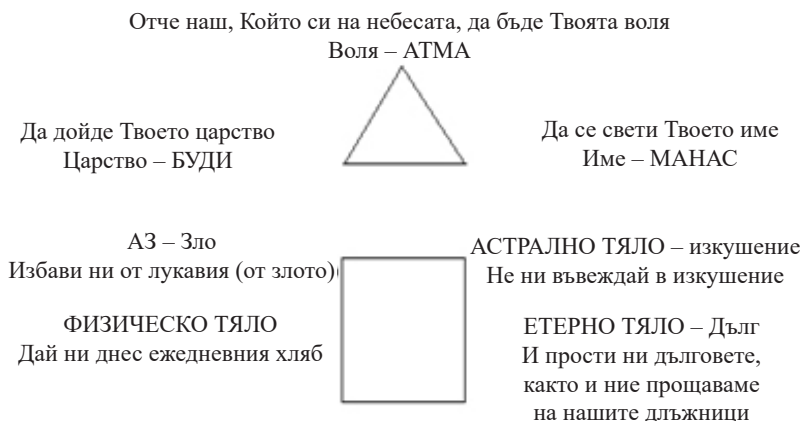 Отче наш, Който си на небесата, да бъде Твоята воля
Воля – АТМА
Да дойде Твоето царство
Царство – БУДИ
Да се свети Твоето име
Име – МАНАС
АЗ – Зло
Избави ни от лукавия (от злото)
АСТРАЛНО ТЯЛО – изкушение
Не ни въвеждай в изкушение
ФИЗИЧЕСКО ТЯЛО
Дай ни днес ежедневния хляб
ЕТЕРНО ТЯЛО – Дълг
И прости ни дълговете,
както и ние прощаваме
на нашите длъжници